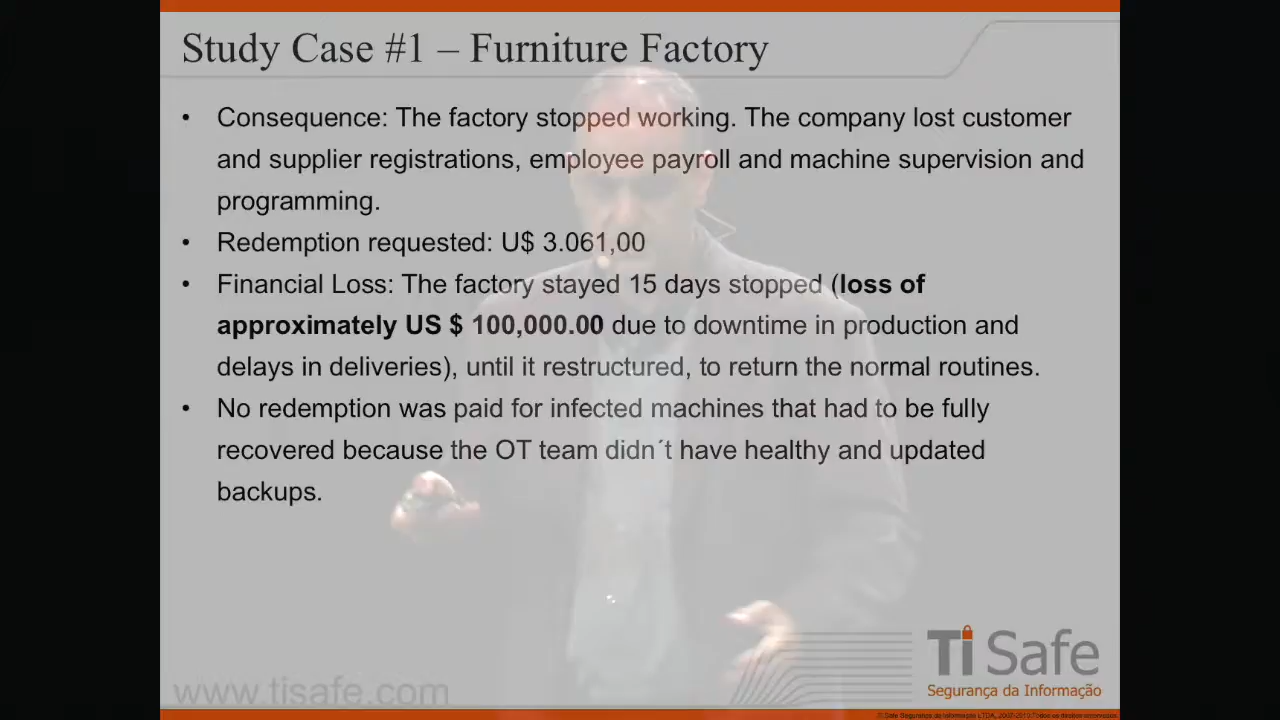 Study Case #1 – Furniture Factory
• Consequence: The factory stopped working. The company lost customer
and supplier registrations, employee payroll and machine supervision and
programming.
• Redemption requested: U$ 3.061,00
• Financial Loss: The factory stayed 15 days stopped (loss of
approximately US $ 100,000.00 due to downtime in production and
delays in deliveries), until it restructured, to return the normal routines.
• No redemption was paid for infected machines that had to be fully
recovered because the OT team didn´t have healthy and updated
backups.
Ti Safe
Segurança da Informação
www.tisafe.com